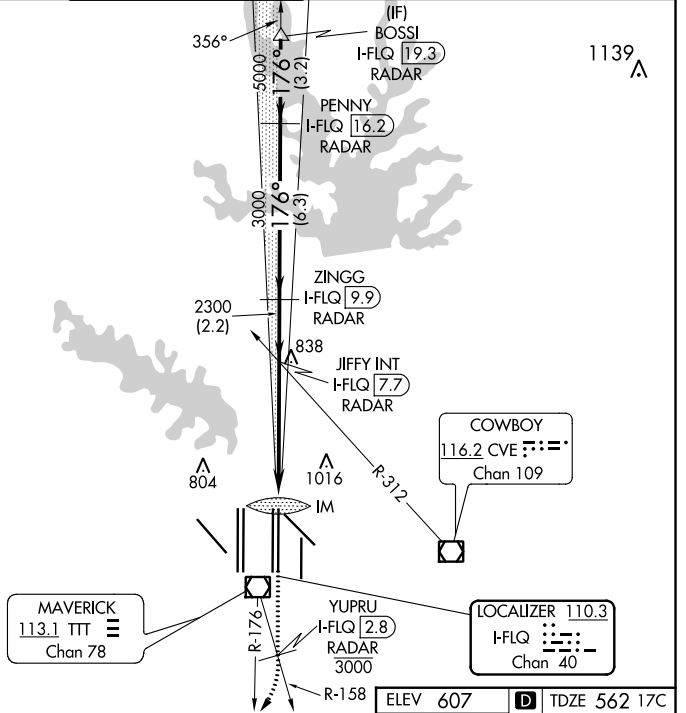 (IF)
BOSSI
I-FLQ 19.3
RADAR
356°
5000
176°
(3.2)
1139
PENNY
I-FLQ 16.2
RADAR
3000
176°
(6.3)
ZINGG
I-FLQ 9.9
RADAR
2300
(2.2)
838
JIFFY INT
I-FLQ 7.7
RADAR
COWBOY
116.2 CVE
Chan 109
R-312
804
1016
IM
MAVERICK
113.1 TTT
Chan 78
R-176
YUPRU
I-FLQ 2.8
RADAR
3000
R-158
LOCALIZER 110.3
I-FLQ
Chan 40
ELEV 607 D TDZE 562 17C